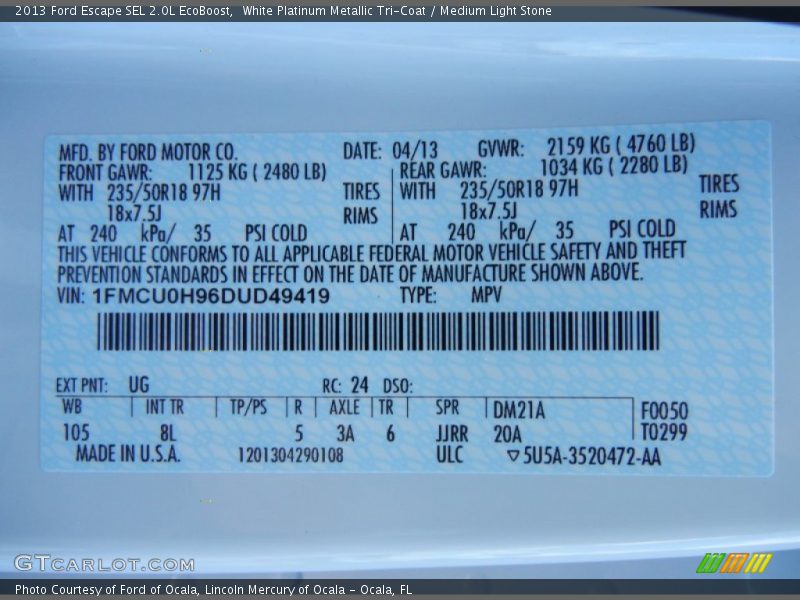 2013 Ford Escape SEL 2.0L EcoBoost, White Platinum Metallic Tri-Coat / Medium Light Stone
MFD. BY FORD MOTOR CO. DATE: 04/13 GVWR: 2159 KG ( 4760 LB)
FRONT GAWR: 1125 KG ( 2480 LB) REAR GAWR: 1034 KG ( 2280 LB)
WITH 235/50R18 97H TIRES WITH 235/50R18 97H TIRES
18x7.5J RIMS 18x7.5J RIMS
AT 240 kPa/ 35 PSI COLD AT 240 kPa/ 35 PSI COLD
THIS VEHICLE CONFORMS TO ALL APPLICABLE FEDERAL MOTOR VEHICLE SAFETY AND THEFT
PREVENTION STANDARDS IN EFFECT ON THE DATE OF MANUFACTURE SHOWN ABOVE.
VIN: 1FMCU0H96DUD49419 TYPE: MPV
EXT PNT: UG RC: 24 DSO:
WB INT TR TP/PS R AXLE TR SPR DM21A F0050
105 8L 5 3A 6 JJRR 20A T0299
MADE IN U.S.A. 1201304290108 ULC ▽5U5A-3520472-AA
GTCARLOT.COM
Photo Courtesy of Ford of Ocala, Lincoln Mercury of Ocala - Ocala, FL